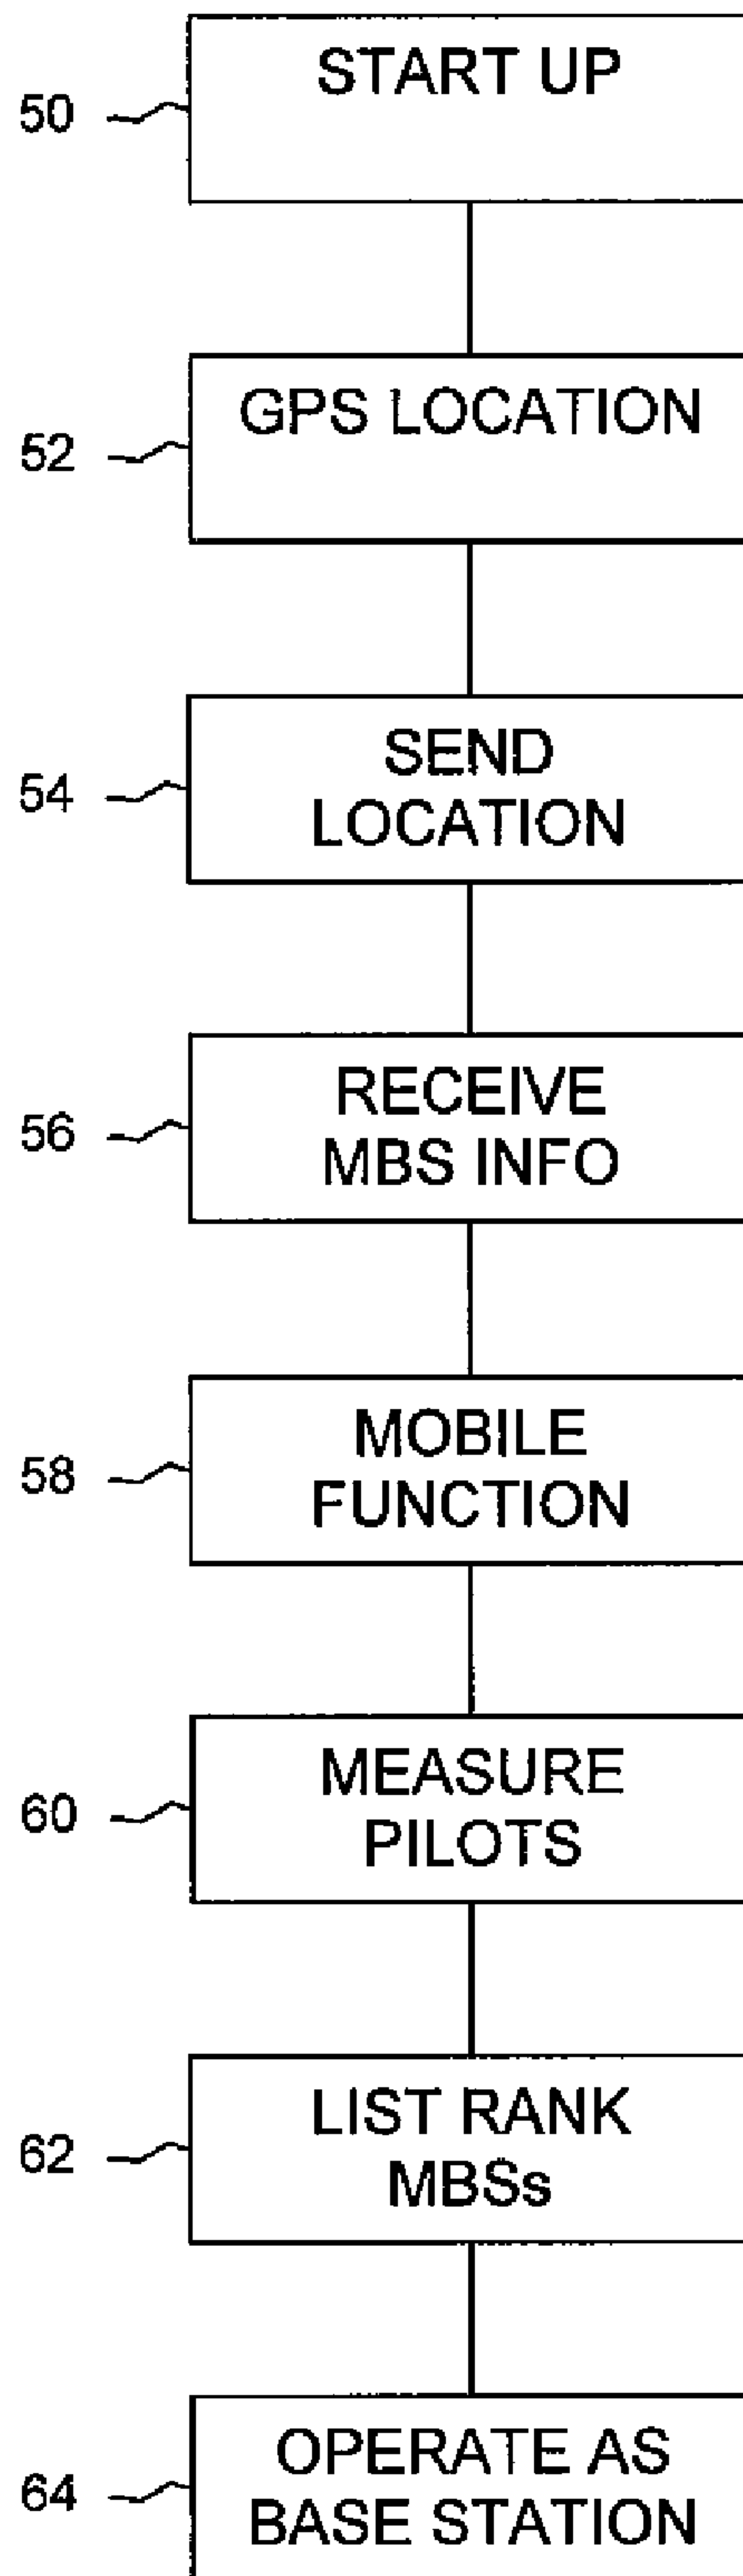 START UP
50
GPS LOCATION
52
SEND
54
LOCATION
RECEIVE
56
MBS INFO
MOBILE
58
FUNCTION
MEASURE
60
PILOTS
LIST RANK
62
MBSs
OPERATE AS
64
BASE STATION